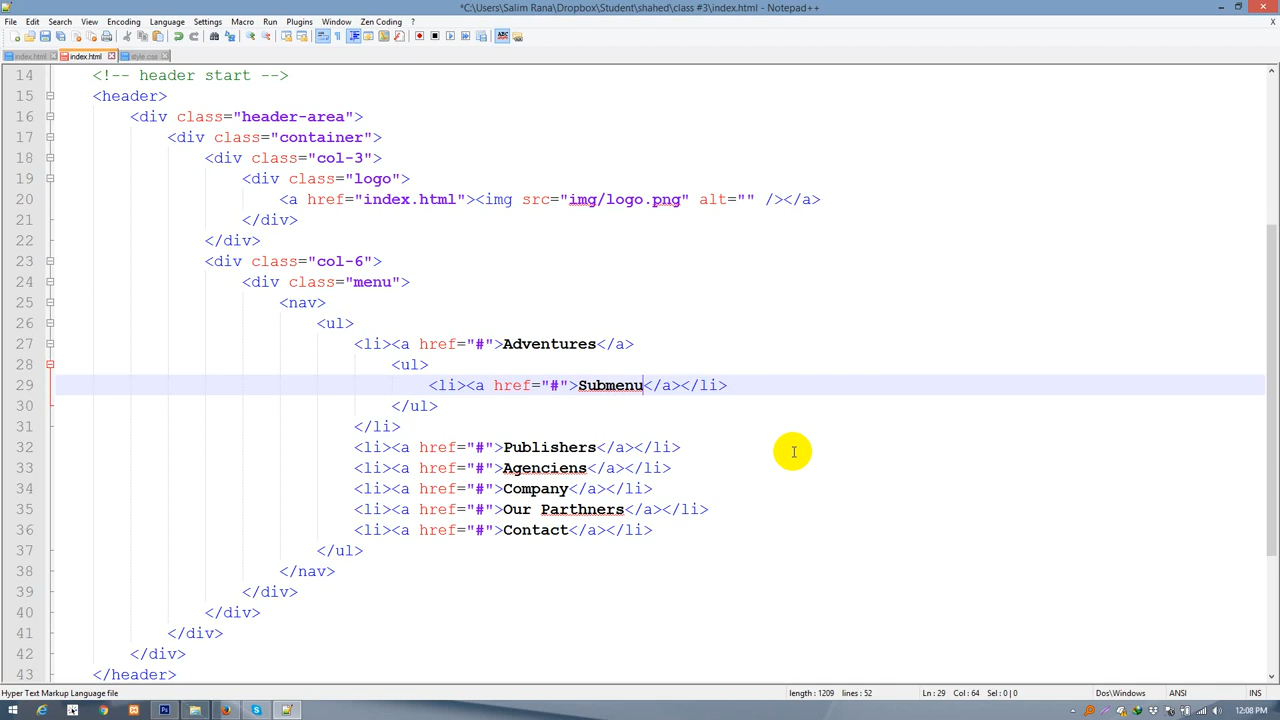 *C:\Users\Salim Rana\Dropbox\Student\shahed\class #3\index.html - Notepad++
File Edit Search View Encoding Language Settings Macro Run Plugins Window Zen Coding ?
index.html index.html style.css
14 <!-- header start -->
15 <header>
16 <div class="header-area">
17 <div class="container">
18 <div class="col-3">
19 <div class="logo">
20 <a href="index.html"><img src="img/logo.png" alt="" /></a>
21 </div>
22 </div>
23 <div class="col-6">
24 <div class="menu">
25 <nav>
26 <ul>
27 <li><a href="#">Adventures</a>
28 <ul>
29 <li><a href="#">Submenu</a></li>
30 </ul>
31 </li>
32 <li><a href="#">Publishers</a></li>
33 <li><a href="#">Agenciens</a></li>
34 <li><a href="#">Company</a></li>
35 <li><a href="#">Our Parthners</a></li>
36 <li><a href="#">Contact</a></li>
37 </ul>
38 </nav>
39 </div>
40 </div>
41 </div>
42 </div>
43 </header>
Hyper Text Markup Language file length : 1209 lines : 52 Ln : 29 Col : 64 Sel : 0 | 0 Dos\Windows ANSI INS
12:08 PM